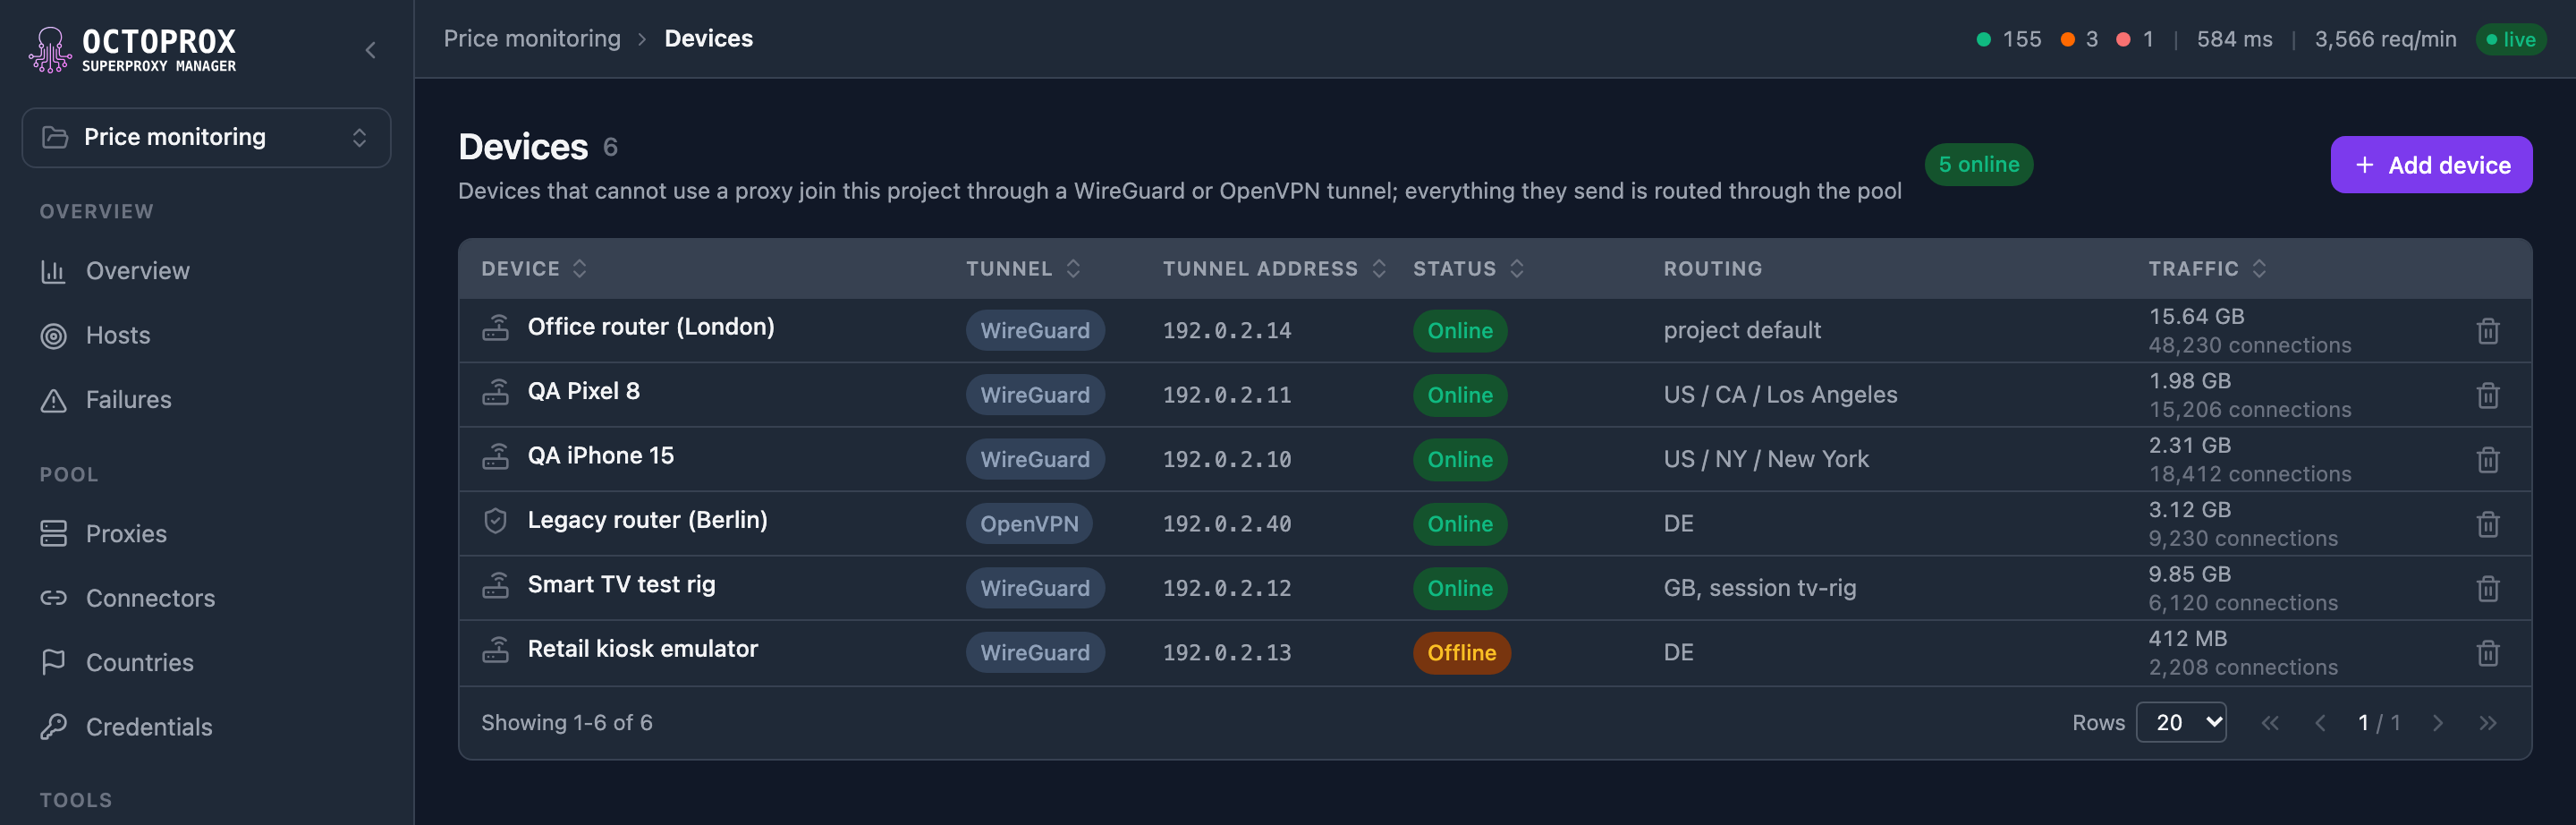 OCTOPROX
SUPERPROXY MANAGER
Price monitoring
OVERVIEW
Overview
Hosts
Failures
POOL
Proxies
Connectors
Countries
Credentials
TOOLS
Price monitoring > Devices
155 3 1 | 584 ms | 3,566 req/min live
Devices 6
Devices that cannot use a proxy join this project through a WireGuard or OpenVPN tunnel; everything they send is routed through the pool
5 online
+ Add device
DEVICE TUNNEL TUNNEL ADDRESS STATUS ROUTING TRAFFIC
Office router (London) WireGuard 192.0.2.14 Online project default 15.64 GB
48,230 connections
QA Pixel 8 WireGuard 192.0.2.11 Online US / CA / Los Angeles 1.98 GB
15,206 connections
QA iPhone 15 WireGuard 192.0.2.10 Online US / NY / New York 2.31 GB
18,412 connections
Legacy router (Berlin) OpenVPN 192.0.2.40 Online DE 3.12 GB
9,230 connections
Smart TV test rig WireGuard 192.0.2.12 Online GB, session tv-rig 9.85 GB
6,120 connections
Retail kiosk emulator WireGuard 192.0.2.13 Offline DE 412 MB
2,208 connections
Showing 1-6 of 6
Rows 20 « ‹ 1 / 1 › »